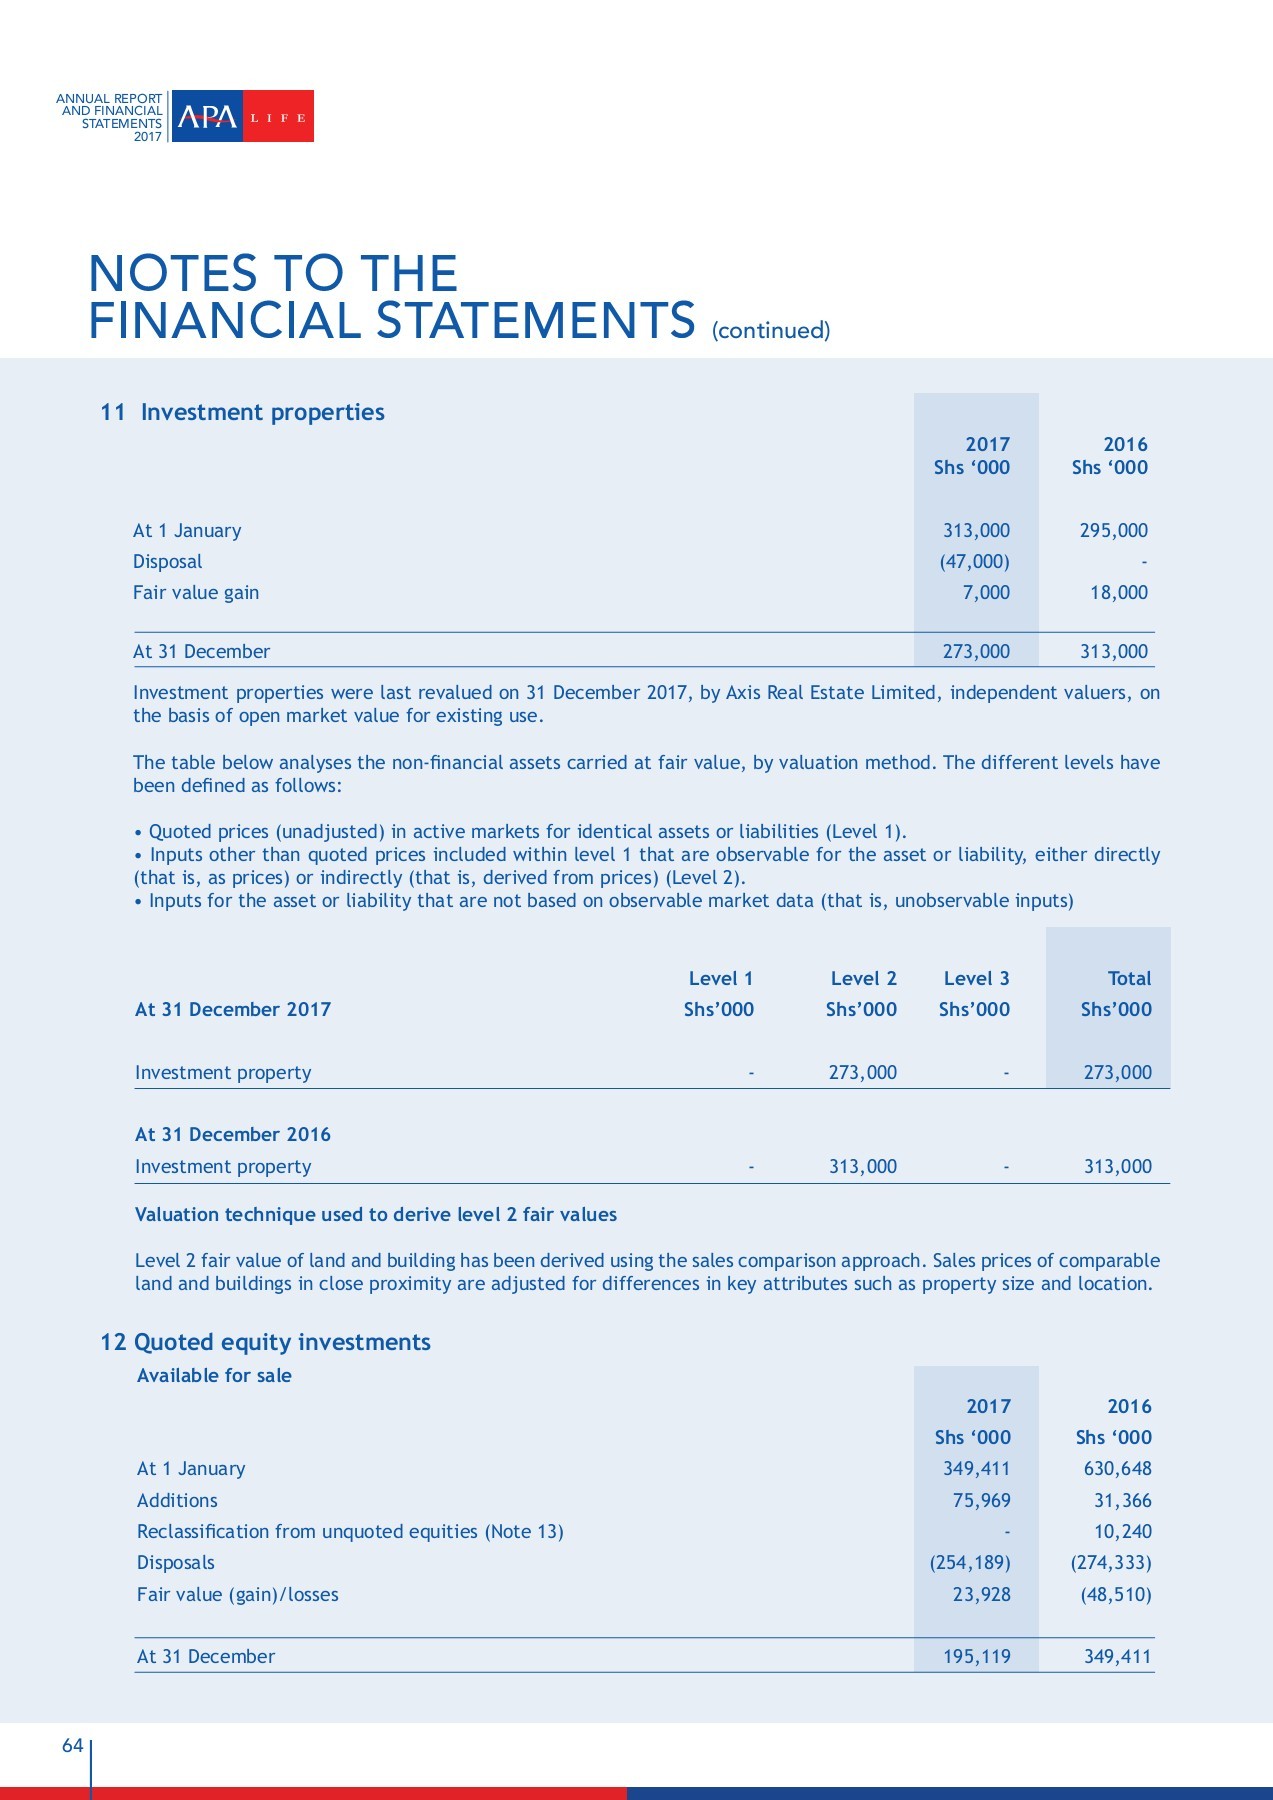 ANNUAL REPORT
AND FINANCIAL
STATEMENTS
2017
APA LIFE
NOTES TO THE
FINANCIAL STATEMENTS (continued)
11 Investment properties
2017 2016
Shs ‘000 Shs ‘000
At 1 January 313,000 295,000
Disposal (47,000) -
Fair value gain 7,000 18,000
At 31 December 273,000 313,000
Investment properties were last revalued on 31 December 2017, by Axis Real Estate Limited, independent valuers, on
the basis of open market value for existing use.
The table below analyses the non-financial assets carried at fair value, by valuation method. The different levels have
been defined as follows:
• Quoted prices (unadjusted) in active markets for identical assets or liabilities (Level 1).
• Inputs other than quoted prices included within level 1 that are observable for the asset or liability, either directly
(that is, as prices) or indirectly (that is, derived from prices) (Level 2).
• Inputs for the asset or liability that are not based on observable market data (that is, unobservable inputs)
Level 1 Level 2 Level 3 Total
At 31 December 2017 Shs’000 Shs’000 Shs’000 Shs’000
Investment property - 273,000 - 273,000
At 31 December 2016
Investment property - 313,000 - 313,000
Valuation technique used to derive level 2 fair values
Level 2 fair value of land and building has been derived using the sales comparison approach. Sales prices of comparable
land and buildings in close proximity are adjusted for differences in key attributes such as property size and location.
12 Quoted equity investments
Available for sale
2017 2016
Shs ‘000 Shs ‘000
At 1 January 349,411 630,648
Additions 75,969 31,366
Reclassification from unquoted equities (Note 13) - 10,240
Disposals (254,189) (274,333)
Fair value (gain)/losses 23,928 (48,510)
At 31 December 195,119 349,411
64